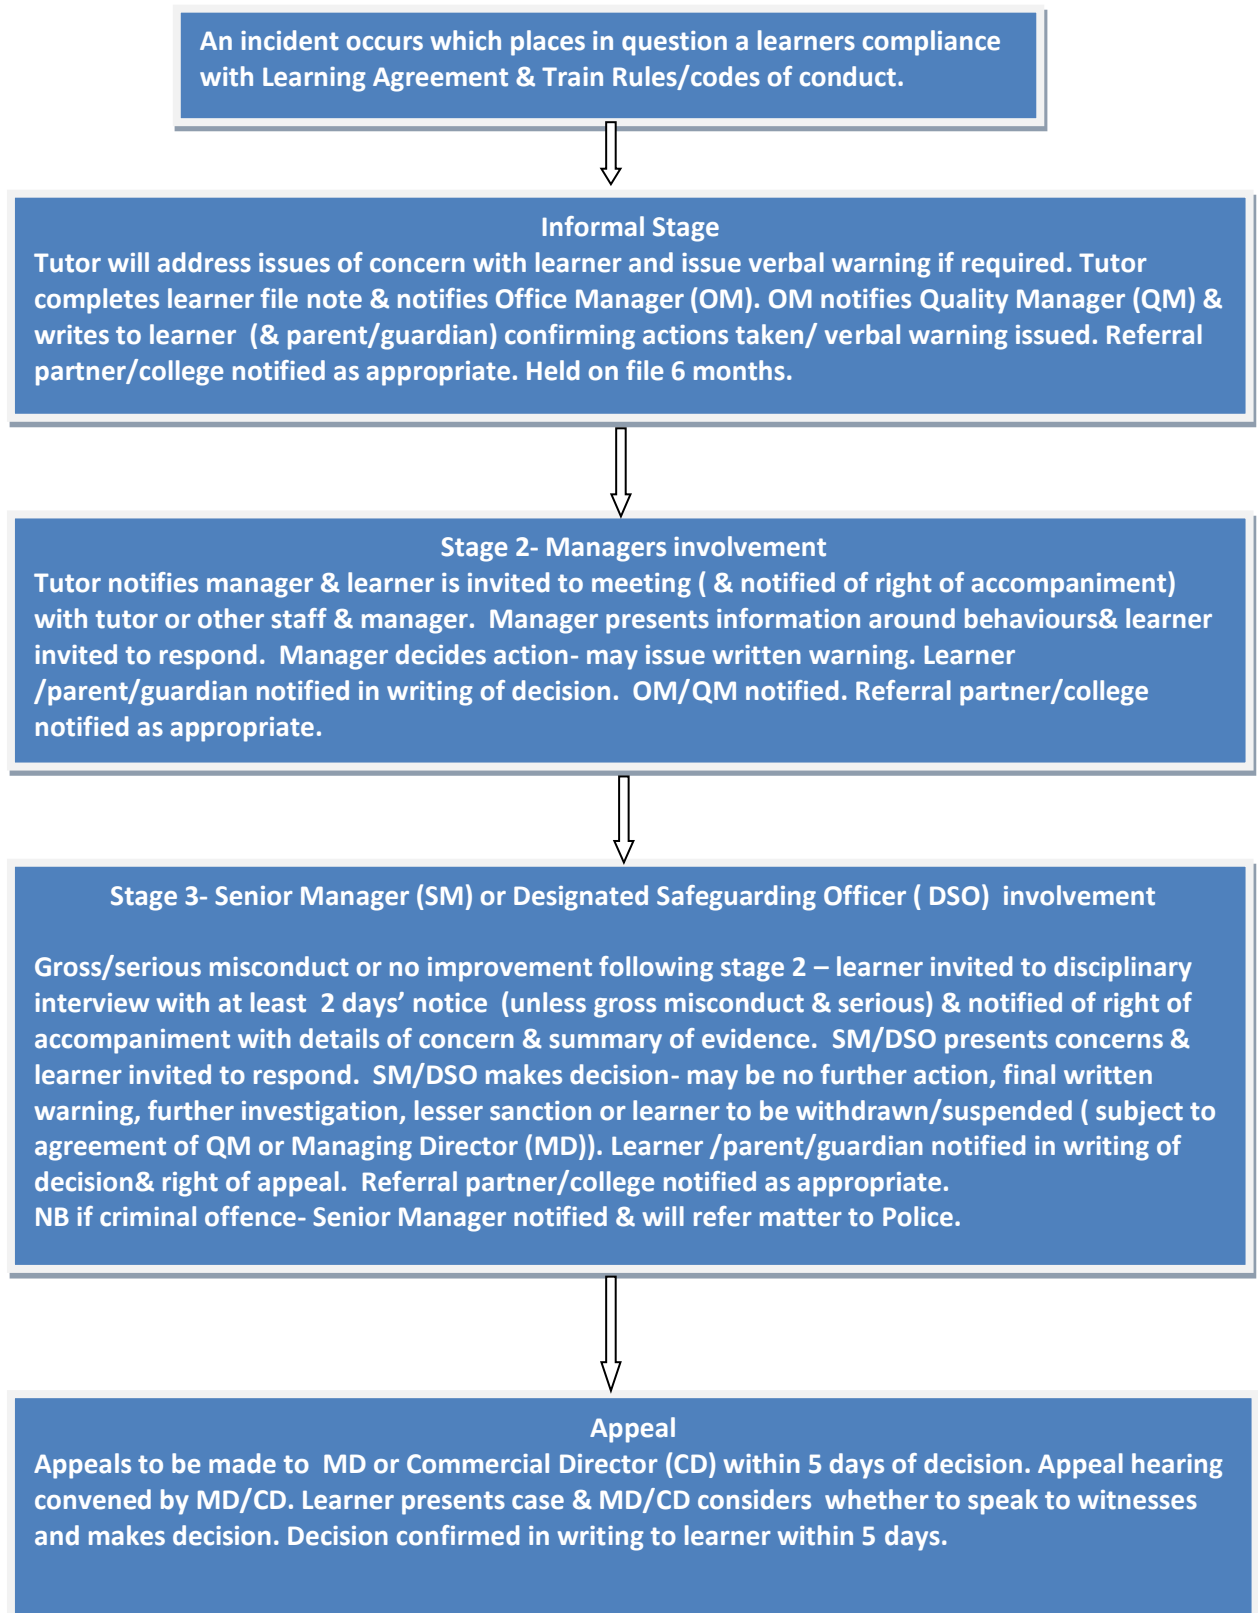 An incident occurs which places in question a learners compliance
with Learning Agreement & Train Rules/codes of conduct.
Informal Stage
Tutor will address issues of concern with learner and issue verbal warning if required. Tutor
completes learner file note & notifies Office Manager (OM). OM notifies Quality Manager (QM) &
writes to learner (& parent/guardian) confirming actions taken/ verbal warning issued. Referral
partner/college notified as appropriate. Held on file 6 months.
Stage 2- Managers involvement
Tutor notifies manager & learner is invited to meeting ( & notified of right of accompaniment)
with tutor or other staff & manager. Manager presents information around behaviours& learner
invited to respond. Manager decides action- may issue written warning. Learner
/parent/guardian notified in writing of decision. OM/QM notified. Referral partner/college
notified as appropriate.
Stage 3- Senior Manager (SM) or Designated Safeguarding Officer ( DSO) involvement
Gross/serious misconduct or no improvement following stage 2 – learner invited to disciplinary
interview with at least 2 days’ notice (unless gross misconduct & serious) & notified of right of
accompaniment with details of concern & summary of evidence. SM/DSO presents concerns &
learner invited to respond. SM/DSO makes decision- may be no further action, final written
warning, further investigation, lesser sanction or learner to be withdrawn/suspended ( subject to
agreement of QM or Managing Director (MD)). Learner /parent/guardian notified in writing of
decision& right of appeal. Referral partner/college notified as appropriate.
NB if criminal offence- Senior Manager notified & will refer matter to Police.
Appeal
Appeals to be made to MD or Commercial Director (CD) within 5 days of decision. Appeal hearing
convened by MD/CD. Learner presents case & MD/CD considers whether to speak to witnesses
and makes decision. Decision confirmed in writing to learner within 5 days.